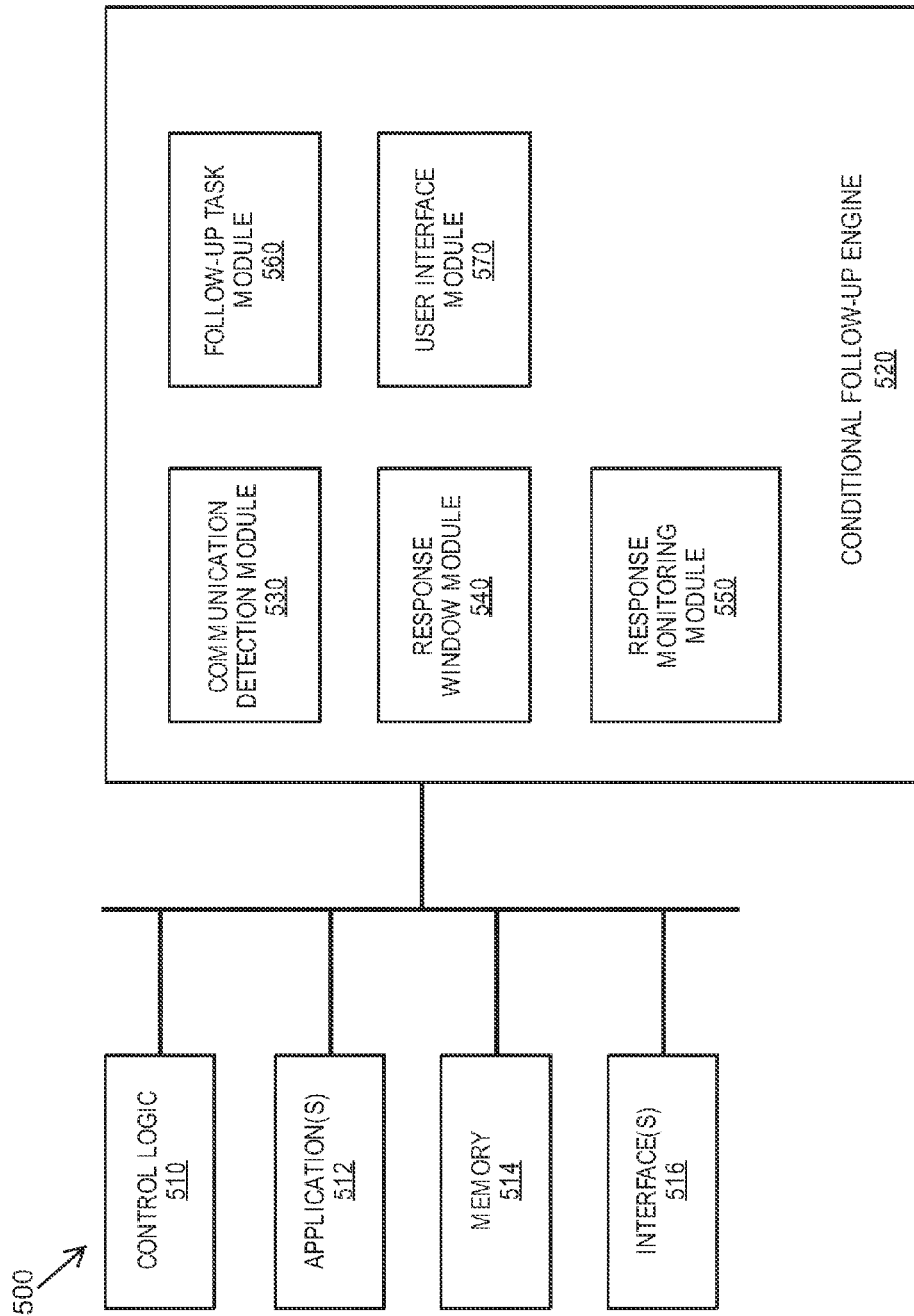 500
CONTROL LOGIC
510
APPLICATION(S)
512
MEMORY
514
INTERFACE(S)
516
COMMUNICATION
DETECTION MODULE
530
RESPONSE
WINDOW MODULE
540
RESPONSE
MONITORING
MODULE
550
FOLLOW-UP TASK
MODULE
560
USER INTERFACE
MODULE
570
CONDITIONAL FOLLOW-UP ENGINE
520